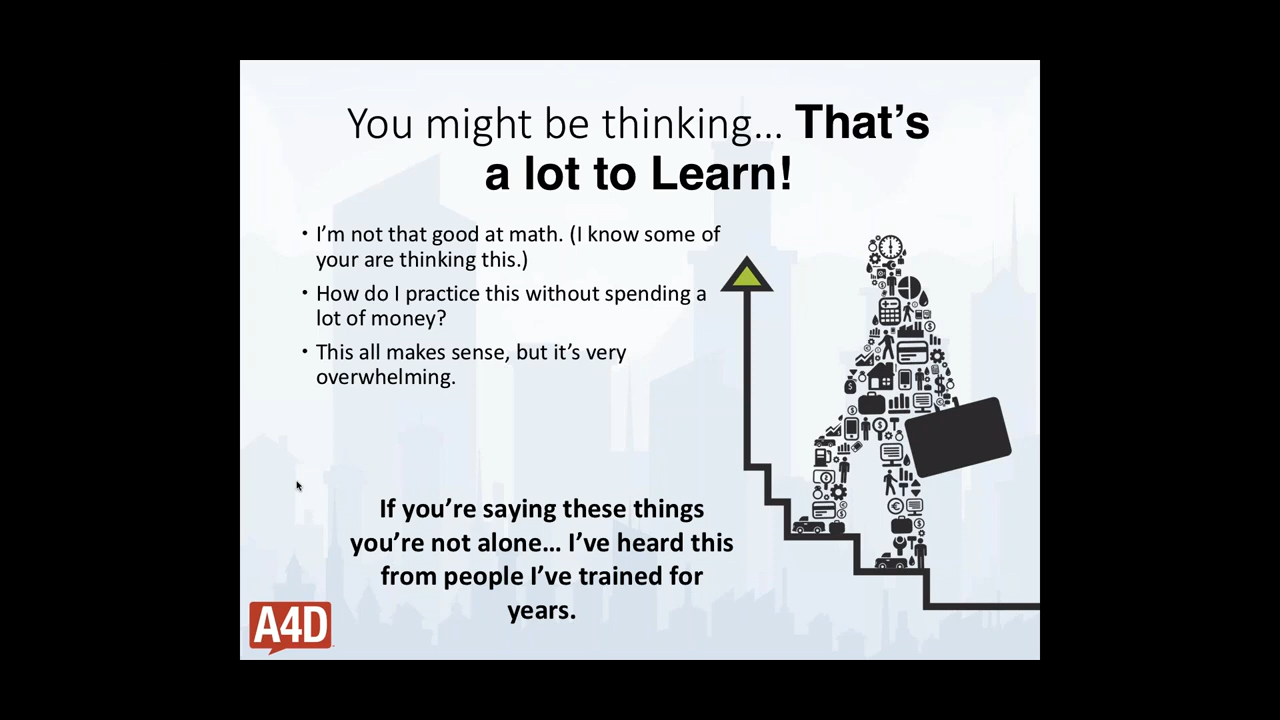 You might be thinking... That's
a lot to Learn!
• I'm not that good at math. (I know some of
your are thinking this.)
• How do I practice this without spending a
lot of money?
• This all makes sense, but it's very
overwhelming.
If you're saying these things
you're not alone... I've heard this
from people I've trained for
years.
A4D